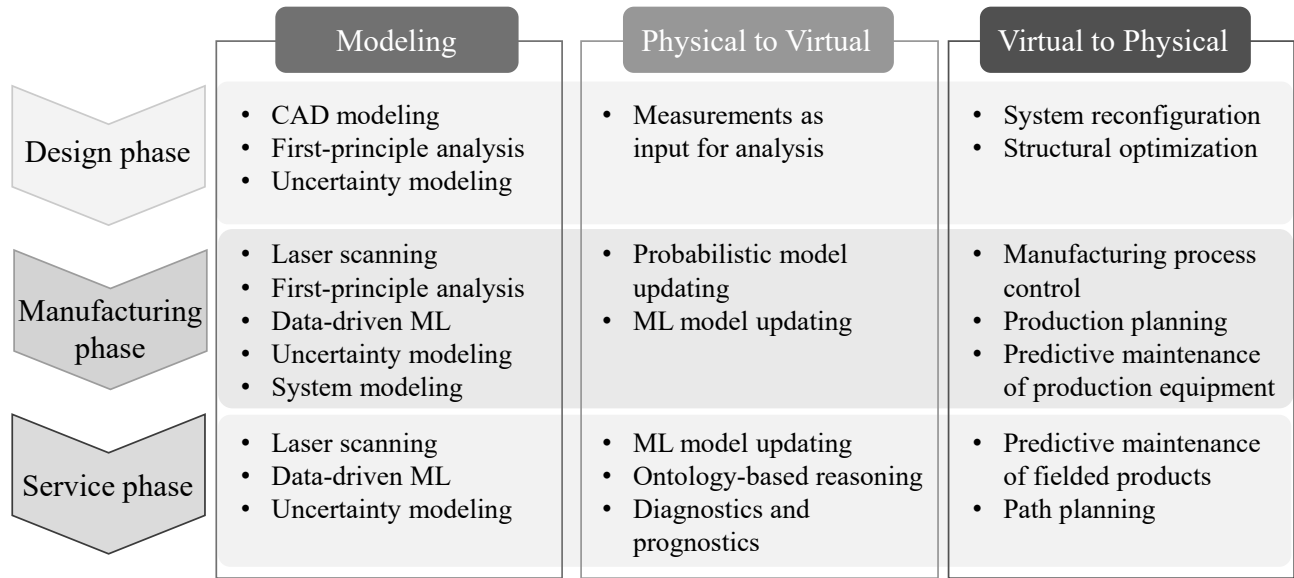 Modeling
Physical to Virtual
Virtual to Physical
Design phase
• CAD modeling
• First-principle analysis
• Uncertainty modeling
• Measurements as
input for analysis
• System reconfiguration
• Structural optimization
Manufacturing
phase
• Laser scanning
• First-principle analysis
• Data-driven ML
• Uncertainty modeling
• System modeling
• Probabilistic model
updating
• ML model updating
• Manufacturing process
control
• Production planning
• Predictive maintenance
of production equipment
Service phase
• Laser scanning
• Data-driven ML
• Uncertainty modeling
• ML model updating
• Ontology-based reasoning
• Diagnostics and
prognostics
• Predictive maintenance
of fielded products
• Path planning